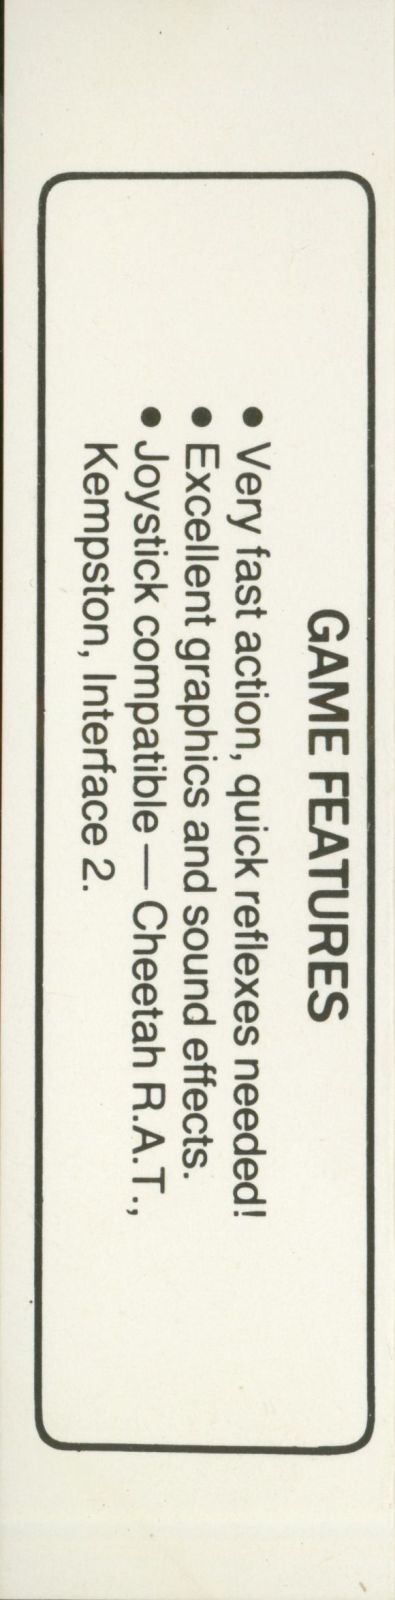 GAME FEATURES
● Very fast action, quick reflexes needed!
● Excellent graphics and sound effects.
● Joystick compatible — Cheetah R.A.T.,
Kempston, Interface 2.